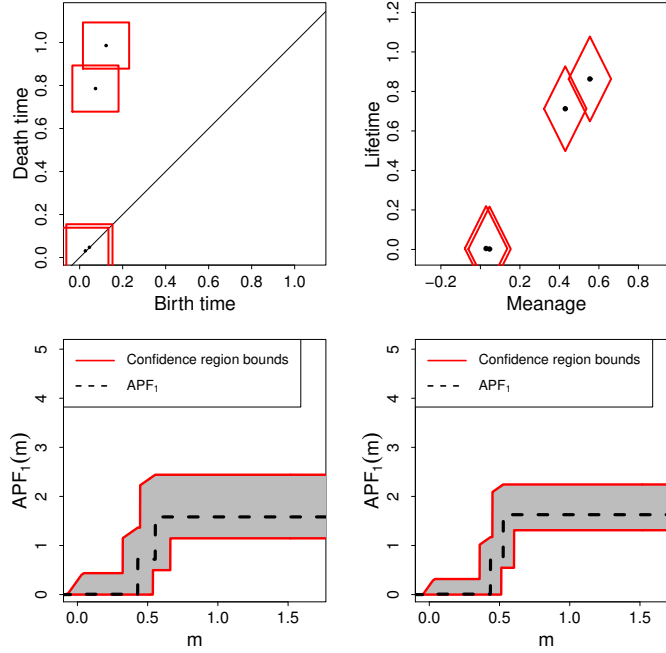 Death time
0.0 0.2 0.4 0.6 0.8 1.0
0.0 0.2 0.4 0.6 0.8 1.0
Birth time
Lifetime
0.0 0.2 0.4 0.6 0.8 1.0 1.2
−0.2 0.0 0.2 0.4 0.6 0.8
Meanage
APF₁(m)
0 1 2 3 4 5
Confidence region bounds
APF₁
0.0 0.5 1.0 1.5
m
APF₁(m)
0 1 2 3 4 5
Confidence region bounds
APF₁
0.0 0.5 1.0 1.5
m